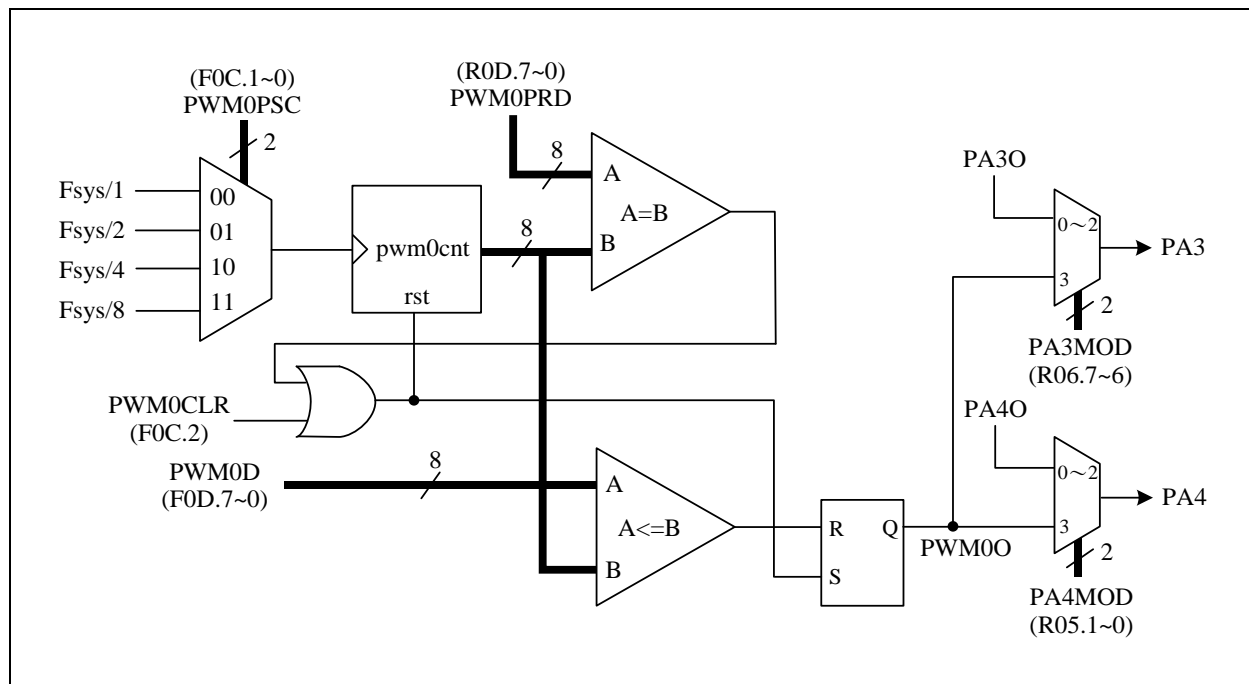 (F0C.1~0)
PWM0PSC
2
Fsys/1
Fsys/2
Fsys/4
Fsys/8
00
01
10
11
pwm0cnt
rst
(R0D.7~0)
PWM0PRD
8
8
A
A=B
B
PWM0CLR
(F0C.2)
PWM0D
(F0D.7~0)
8
A
A<=B
B
R
Q
S
PWM0O
PA3O
0～2
3
PA3
2
PA3MOD
(R06.7~6)
PA4O
0～2
3
PA4
2
PA4MOD
(R05.1~0)